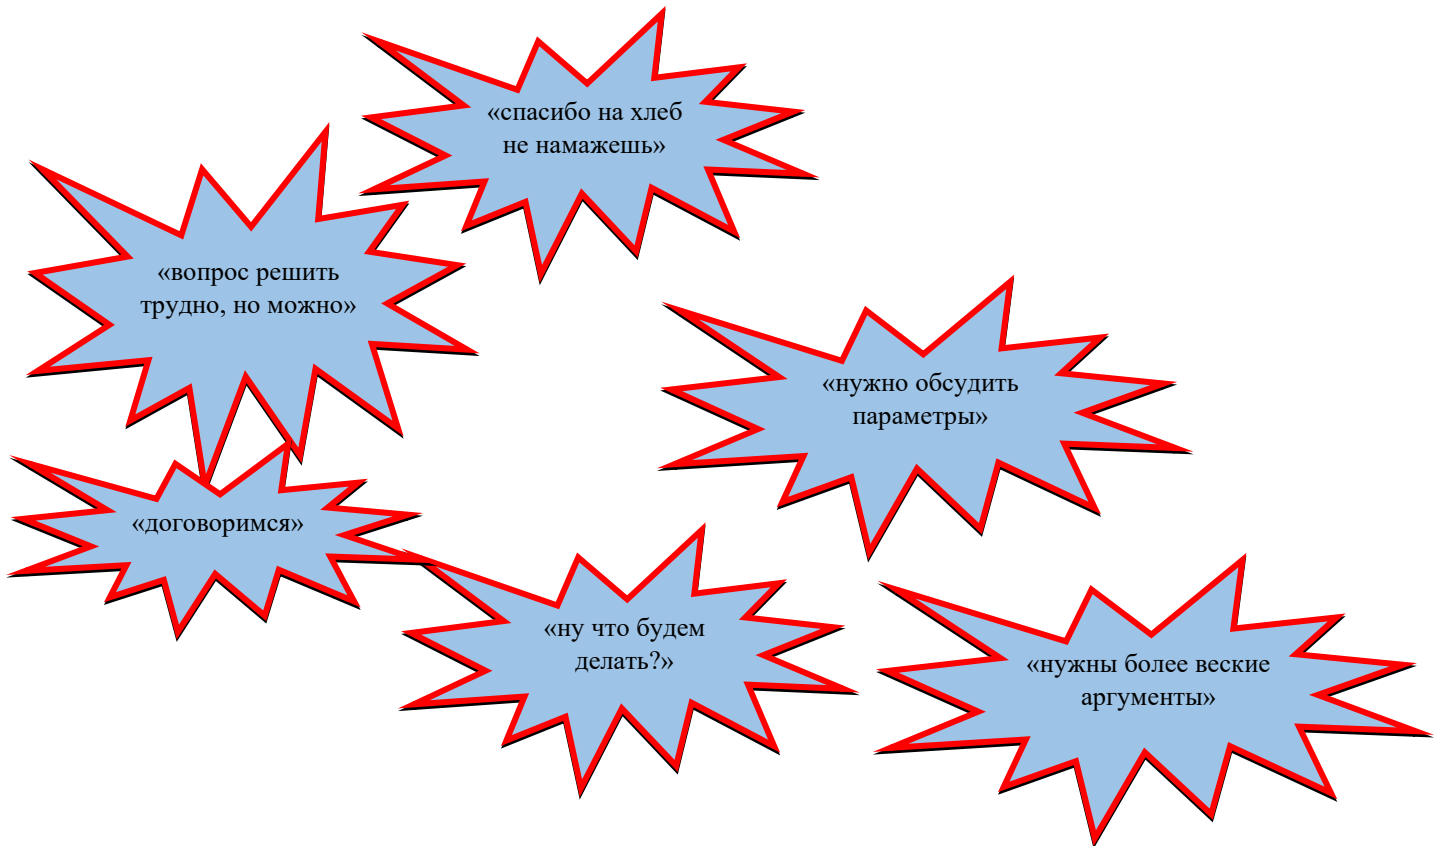 «спасибо на хлеб
не намажешь»
«вопрос решить
трудно, но можно»
«нужно обсудить
параметры»
«договоримся»
«ну что будем
делать?»
«нужны более веские
аргументы»